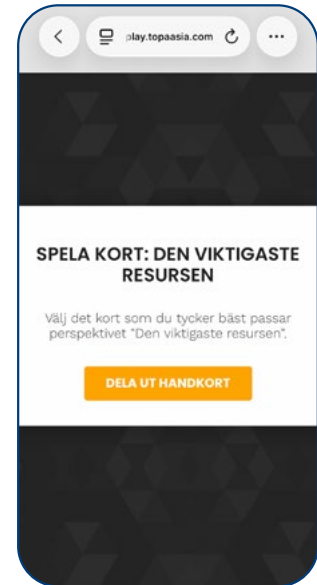 play.topaasia.com
SPELA KORT: DEN VIKTIGASTE
RESURSEN
Välj det kort som du tycker bäst passar
perspektivet "Den viktigaste resursen".
DELA UT HANDKORT